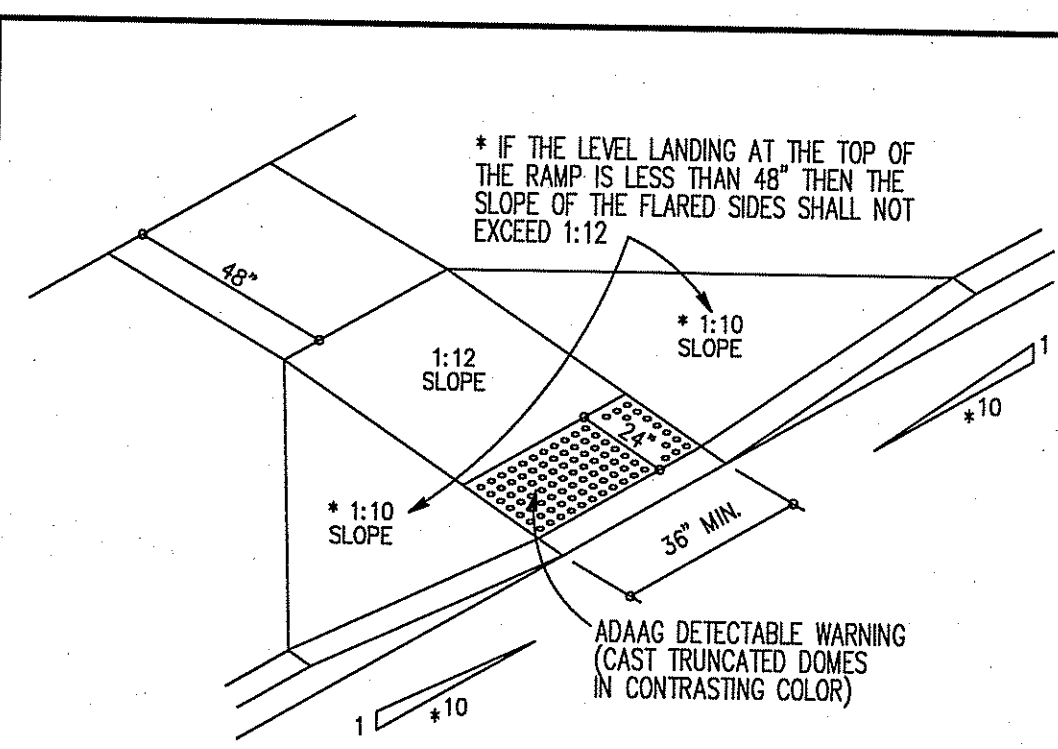 * IF THE LEVEL LANDING AT THE TOP OF
THE RAMP IS LESS THAN 48" THEN THE
SLOPE OF THE FLARED SIDES SHALL NOT
EXCEED 1:12
48"
* 1:10
SLOPE
1:12
SLOPE
1
*10
24"
* 1:10
SLOPE
36" MIN.
ADAAG DETECTABLE WARNING
(CAST TRUNCATED DOMES
IN CONTRASTING COLOR)
1
*10